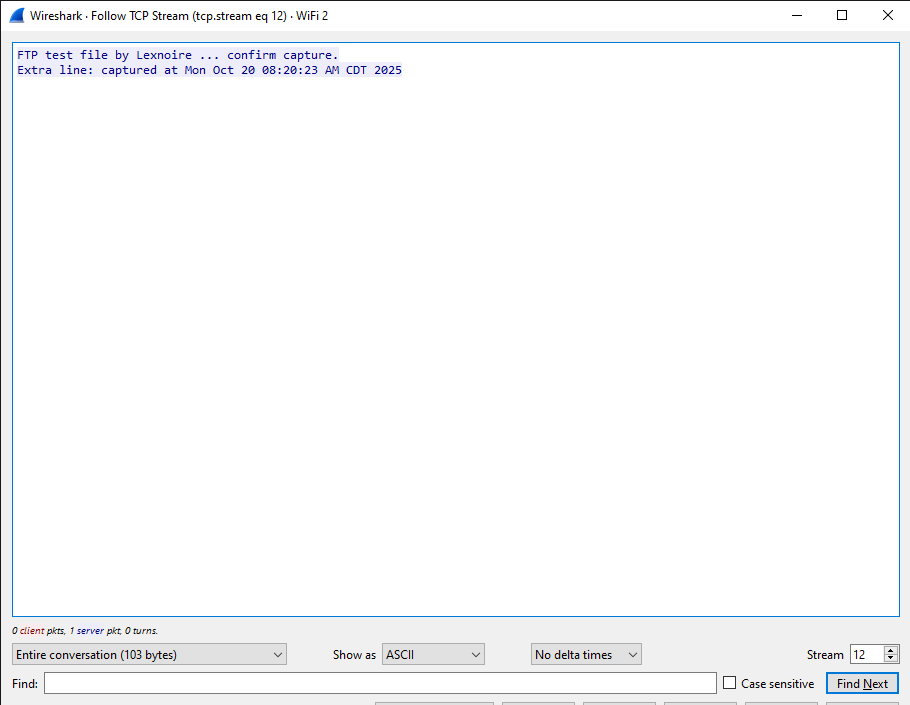 Wireshark · Follow TCP Stream (tcp.stream eq 12) · WiFi 2
FTP test file by Lexnoire ... confirm capture.
Extra line: captured at Mon Oct 20 08:20:23 AM CDT 2025
0 client pkts, 1 server pkt, 0 turns.
Entire conversation (103 bytes) Show as ASCII No delta times Stream 12
Find: Case sensitive Find Next